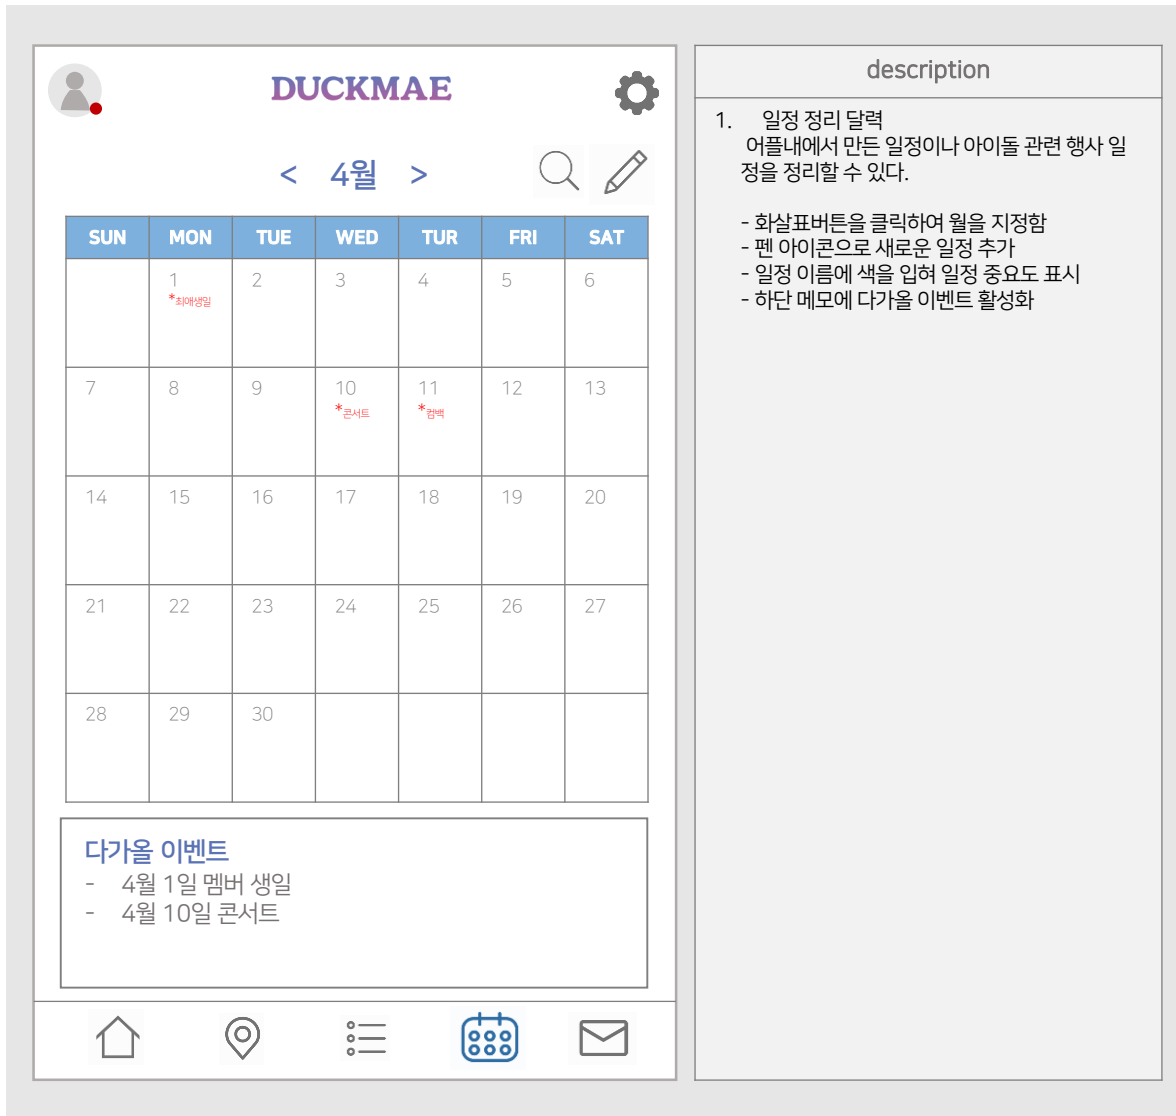 DUCKMAE
< 4월 >
SUN MON TUE WED TUR FRI SAT
1 2 3 4 5 6
*최애생일
7 8 9 10 11 12 13
*콘서트 *컴백
14 15 16 17 18 19 20
21 22 23 24 25 26 27
28 29 30
다가올 이벤트
- 4월 1일 멤버 생일
- 4월 10일 콘서트
description
1. 일정 정리 달력
어플내에서 만든 일정이나 아이돌 관련 행사 일
정을 정리할 수 있다.
- 화살표버튼을 클릭하여 월을 지정함
- 펜 아이콘으로 새로운 일정 추가
- 일정 이름에 색을 입혀 일정 중요도 표시
- 하단 메모에 다가올 이벤트 활성화